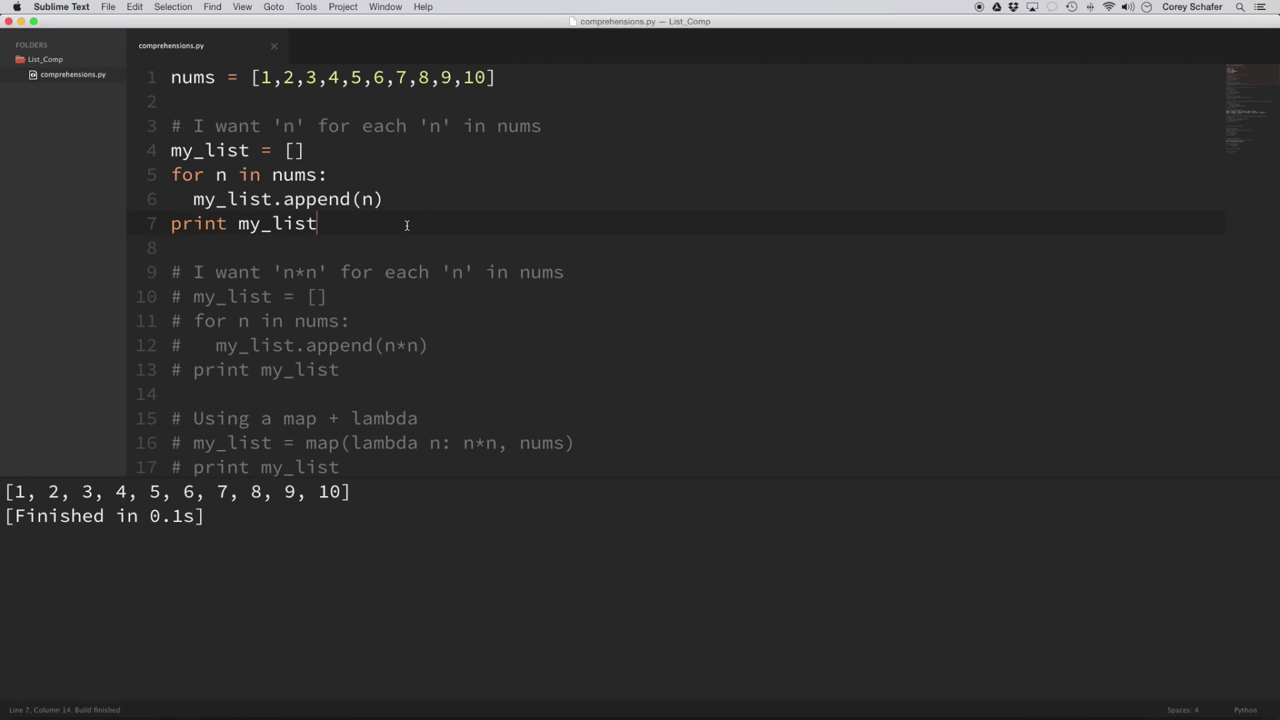 Sublime Text File Edit Selection Find View Goto Tools Project Window Help Corey Schafer
comprehensions.py — List_Comp
FOLDERS
List_Comp
comprehensions.py
comprehensions.py ×
1 nums = [1,2,3,4,5,6,7,8,9,10]
2
3 # I want 'n' for each 'n' in nums
4 my_list = []
5 for n in nums:
6 my_list.append(n)
7 print my_list
8
9 # I want 'n*n' for each 'n' in nums
10 # my_list = []
11 # for n in nums:
12 # my_list.append(n*n)
13 # print my_list
14
15 # Using a map + lambda
16 # my_list = map(lambda n: n*n, nums)
17 # print my_list
[1, 2, 3, 4, 5, 6, 7, 8, 9, 10]
[Finished in 0.1s]
Line 7, Column 14; Build finished Spaces: 4 Python